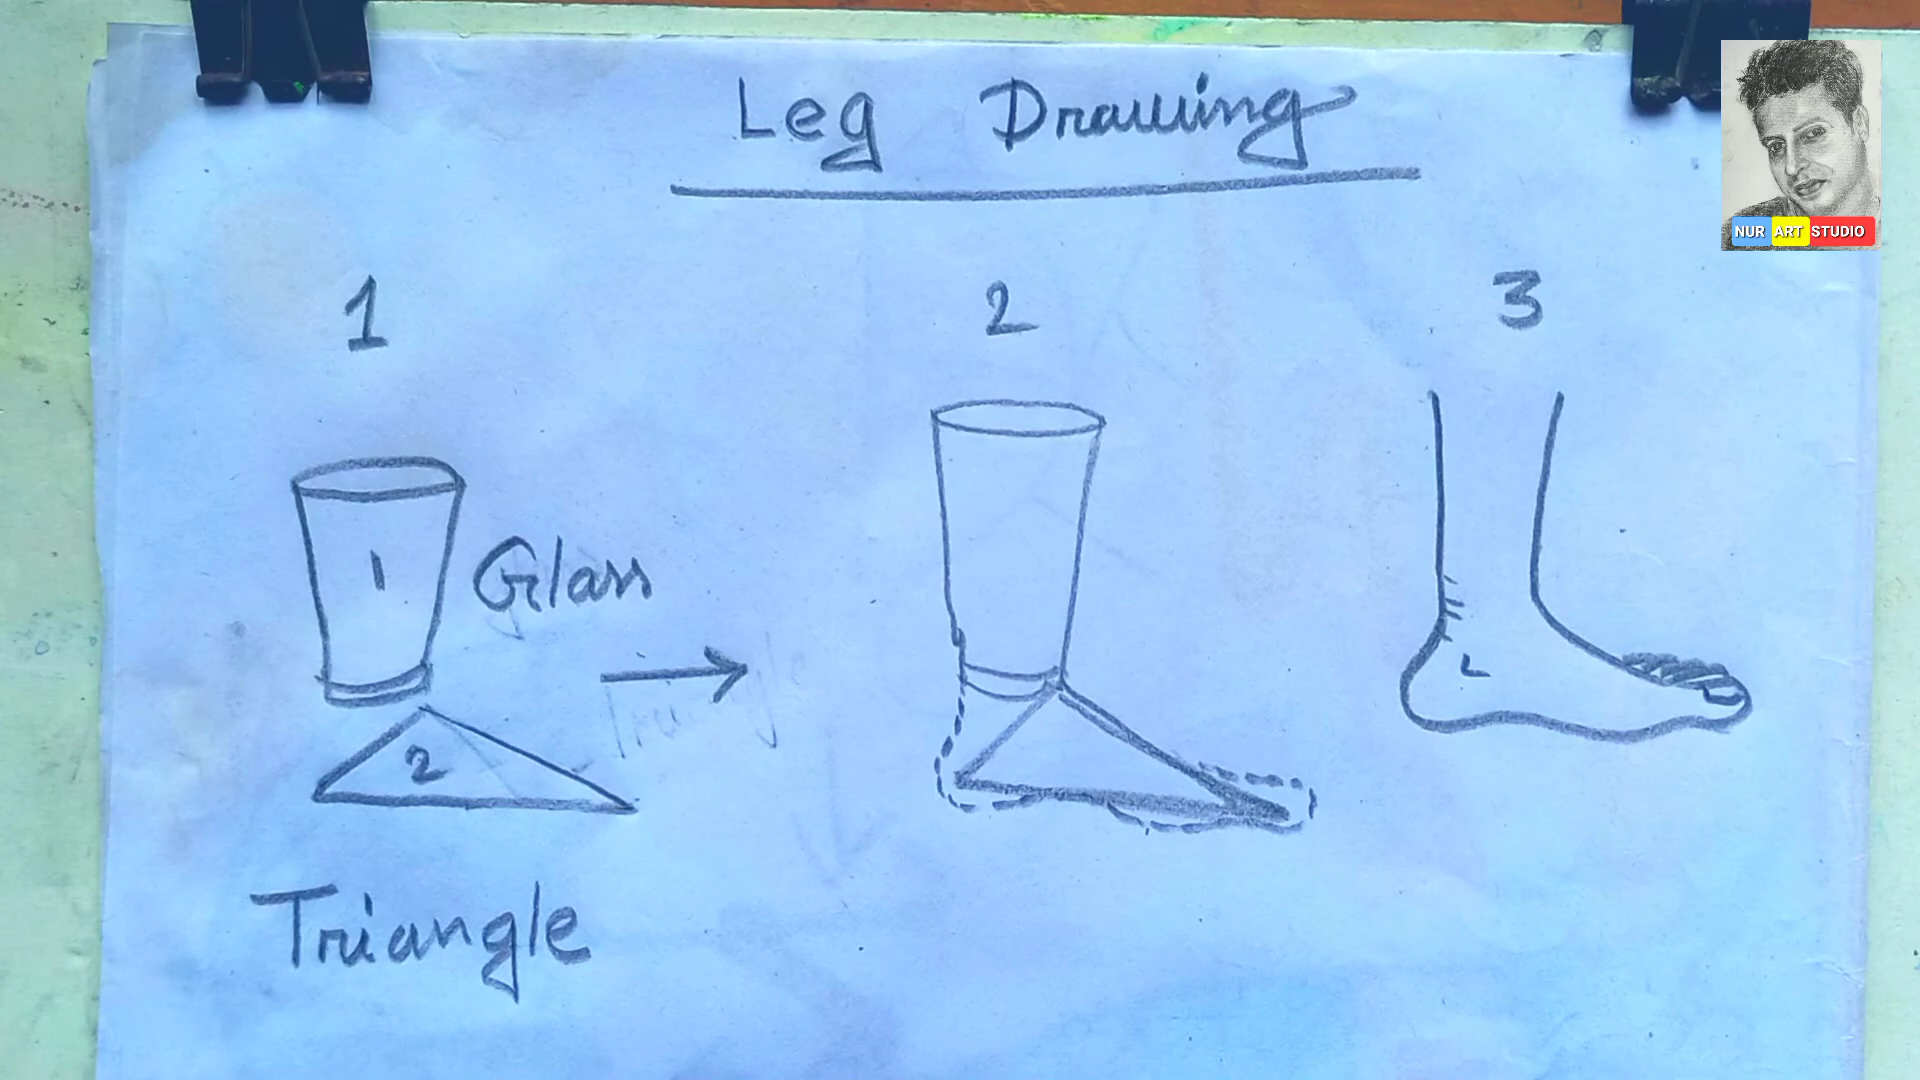 Leg Drawing
NUR ART STUDIO
1 2 3
1
Glass
2
Triangle